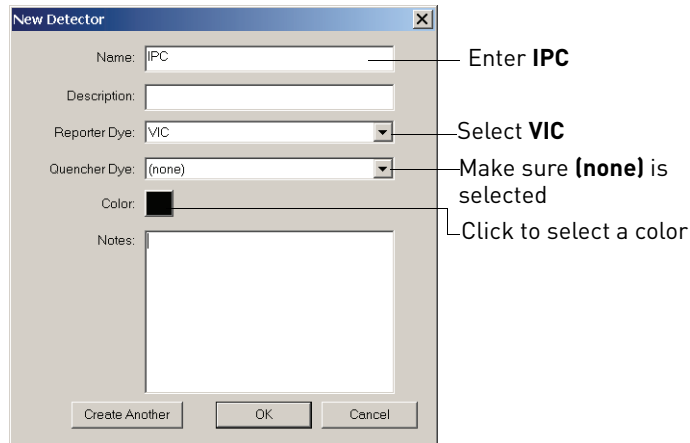 New Detector
Name: IPC
Enter IPC
Description:
Reporter Dye: VIC
Select VIC
Quencher Dye: (none)
Make sure (none) is
selected
Color:
Click to select a color
Notes:
Create Another OK Cancel